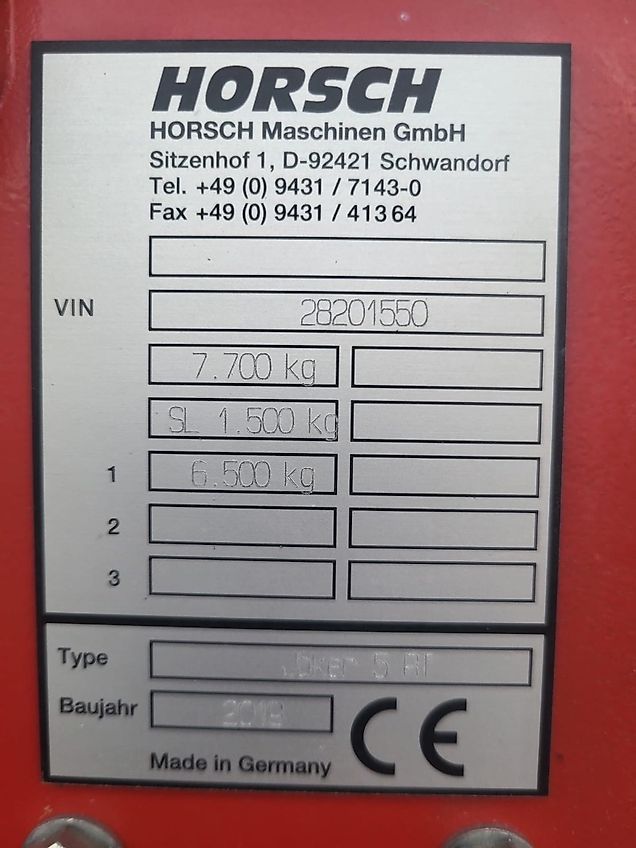 HORSCH
HORSCH Maschinen GmbH
Sitzenhof 1, D-92421 Schwandorf
Tel. +49 (0) 9431 / 7143-0
Fax +49 (0) 9431 / 41364
VIN 28201550
7.700 kg
SL 1.500 kg
1 6.500 kg
2
3
Type Joker 5 RT
Baujahr
CE
Made in Germany